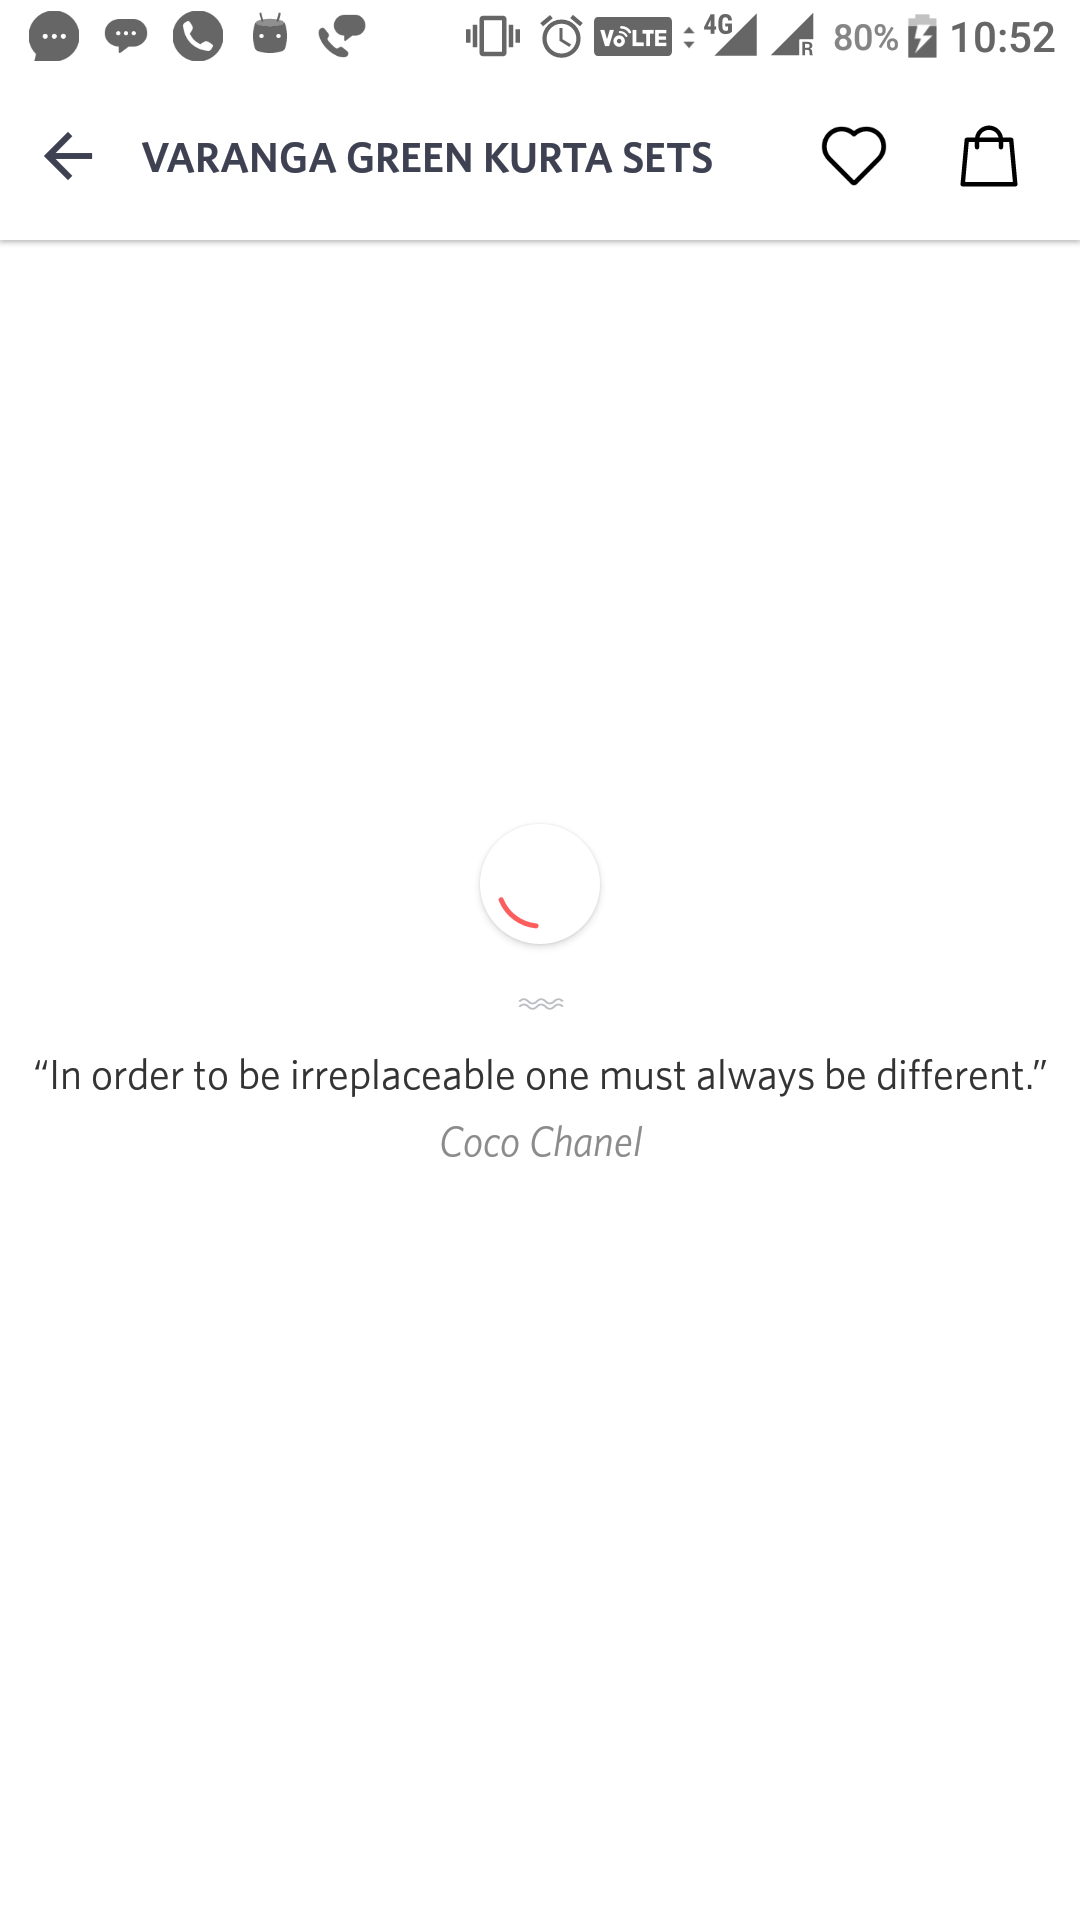 VoLTE 4G R 80% 10:52
VARANGA GREEN KURTA SETS
“In order to be irreplaceable one must always be different.”
Coco Chanel